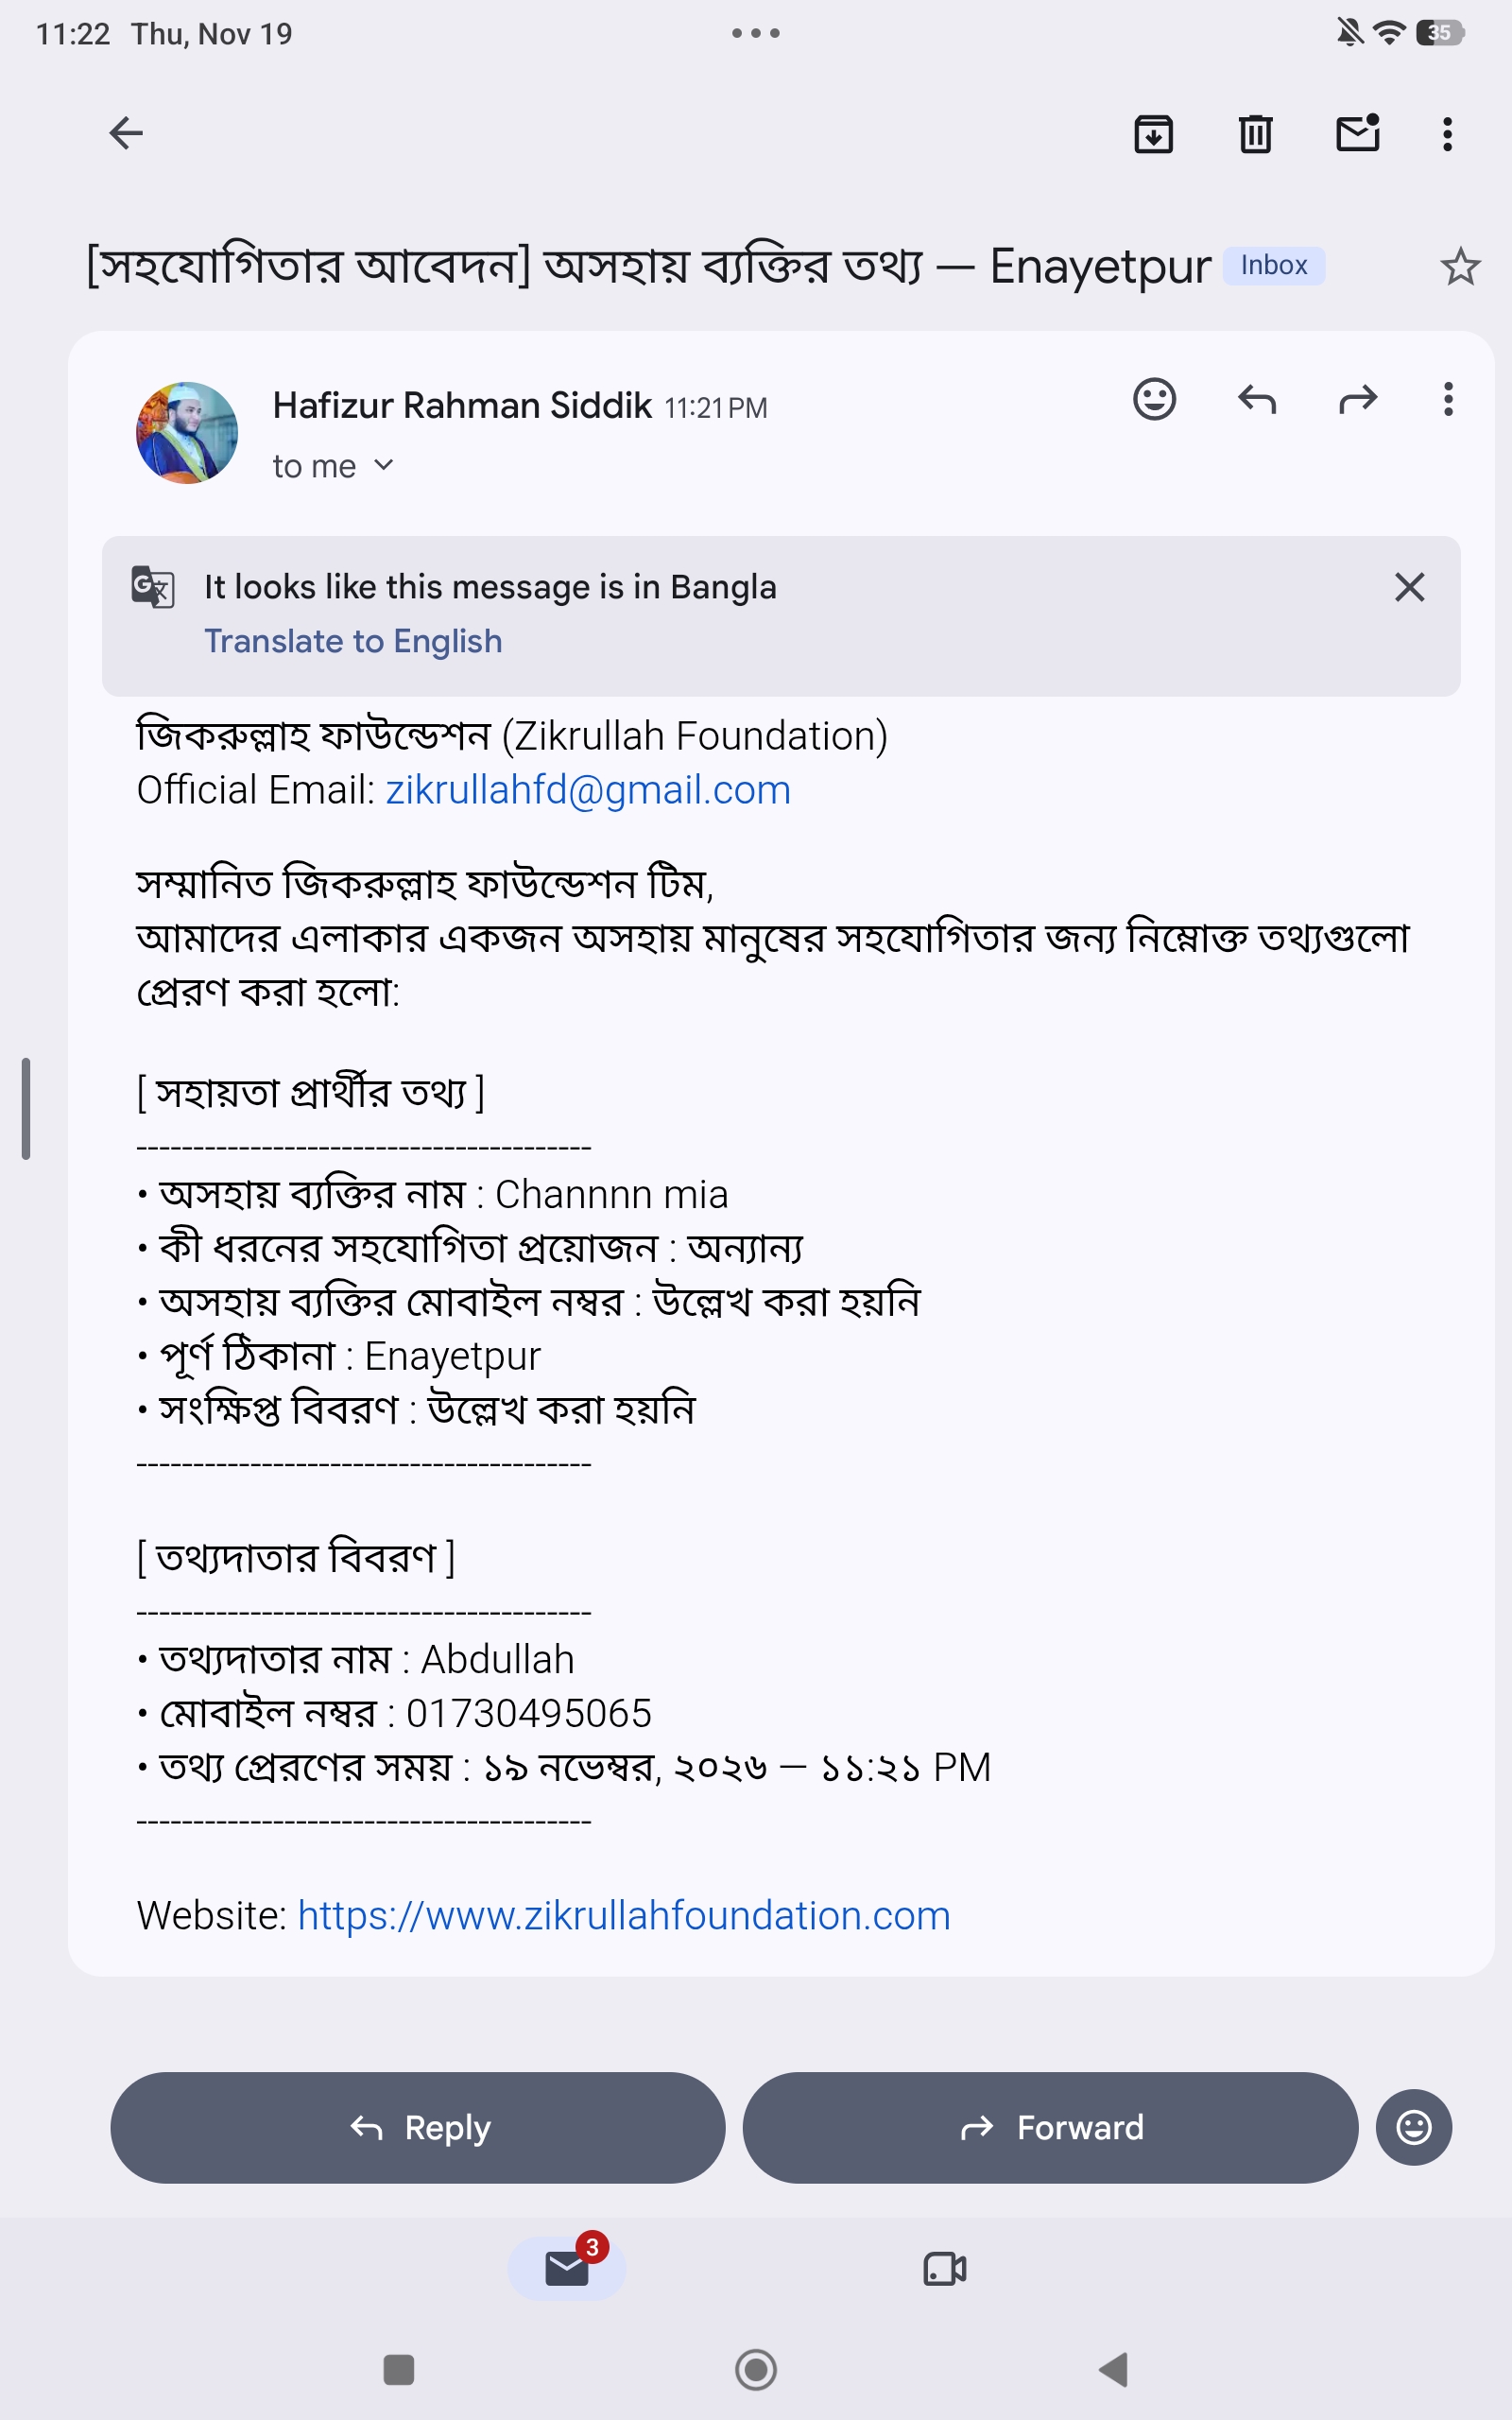 11:22 Thu, Nov 19
35
[সহযোগিতার আবেদন] অসহায় ব্যক্তির তথ্য — Enayetpur Inbox
Hafizur Rahman Siddik 11:21 PM
to me
It looks like this message is in Bangla
Translate to English
জিকরুল্লাহ ফাউন্ডেশন (Zikrullah Foundation)
Official Email: zikrullahfd@gmail.com
সম্মানিত জিকরুল্লাহ ফাউন্ডেশন টিম,
আমাদের এলাকার একজন অসহায় মানুষের সহযোগিতার জন্য নিম্নোক্ত তথ্যগুলো
প্রেরণ করা হলো:
[ সহায়তা প্রার্থীর তথ্য ]
----------------------------------------
• অসহায় ব্যক্তির নাম : Channnn mia
• কী ধরনের সহযোগিতা প্রয়োজন : অন্যান্য
• অসহায় ব্যক্তির মোবাইল নম্বর : উল্লেখ করা হয়নি
• পূর্ণ ঠিকানা : Enayetpur
• সংক্ষিপ্ত বিবরণ : উল্লেখ করা হয়নি
----------------------------------------
[ তথ্যদাতার বিবরণ ]
----------------------------------------
• তথ্যদাতার নাম : Abdullah
• মোবাইল নম্বর : 01730495065
• তথ্য প্রেরণের সময় : ১৯ নভেম্বর, ২০২৬ — ১১:২১ PM
----------------------------------------
Website: https://www.zikrullahfoundation.com
Reply
Forward
3